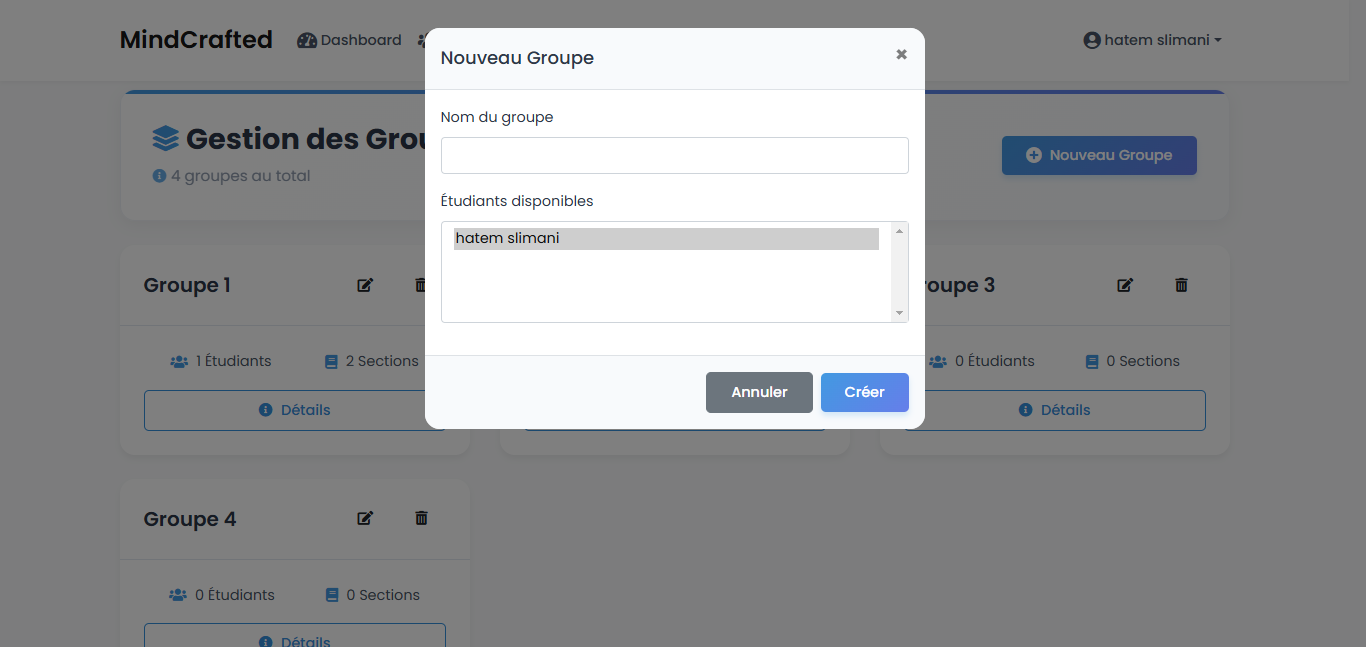 MindCrafted Dashboard hatem slimani
Nouveau Groupe
Nom du groupe
Étudiants disponibles
hatem slimani
Annuler Créer
Gestion des Grou
4 groupes au total
Nouveau Groupe
Groupe 1
1 Étudiants 2 Sections
Détails
oupe 3
0 Étudiants 0 Sections
Détails
Groupe 4
0 Étudiants 0 Sections
Détails